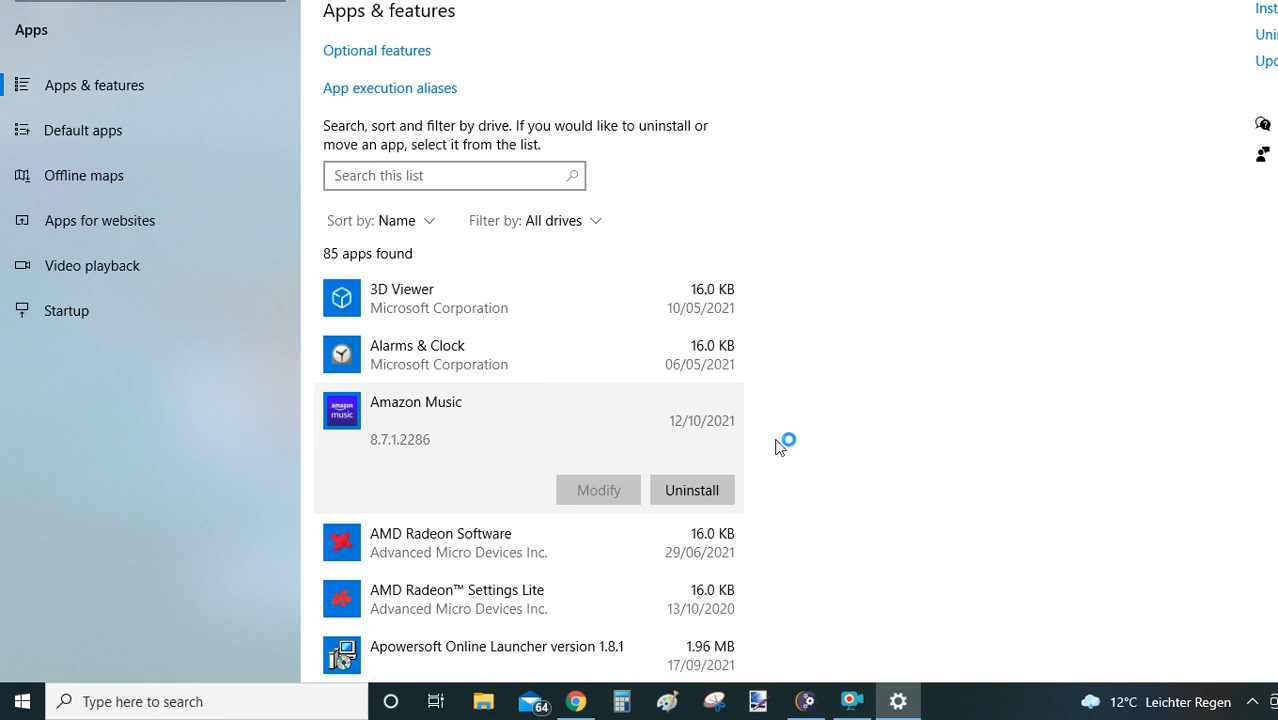 Apps
Apps & features
Default apps
Offline maps
Apps for websites
Video playback
Startup
Apps & features
Optional features
App execution aliases
Search, sort and filter by drive. If you would like to uninstall or
move an app, select it from the list.
Search this list
Sort by: Name
Filter by: All drives
85 apps found
3D Viewer 16.0 KB
Microsoft Corporation 10/05/2021
Alarms & Clock 16.0 KB
Microsoft Corporation 06/05/2021
amazon
music
Amazon Music
12/10/2021
8.7.1.2286
Modify Uninstall
AMD Radeon Software 16.0 KB
Advanced Micro Devices Inc. 29/06/2021
AMD Radeon™ Settings Lite 16.0 KB
Advanced Micro Devices Inc. 13/10/2020
Apowersoft Online Launcher version 1.8.1 1.96 MB
17/09/2021
Inst
Uni
Upd
Type here to search
64
12°C Leichter Regen